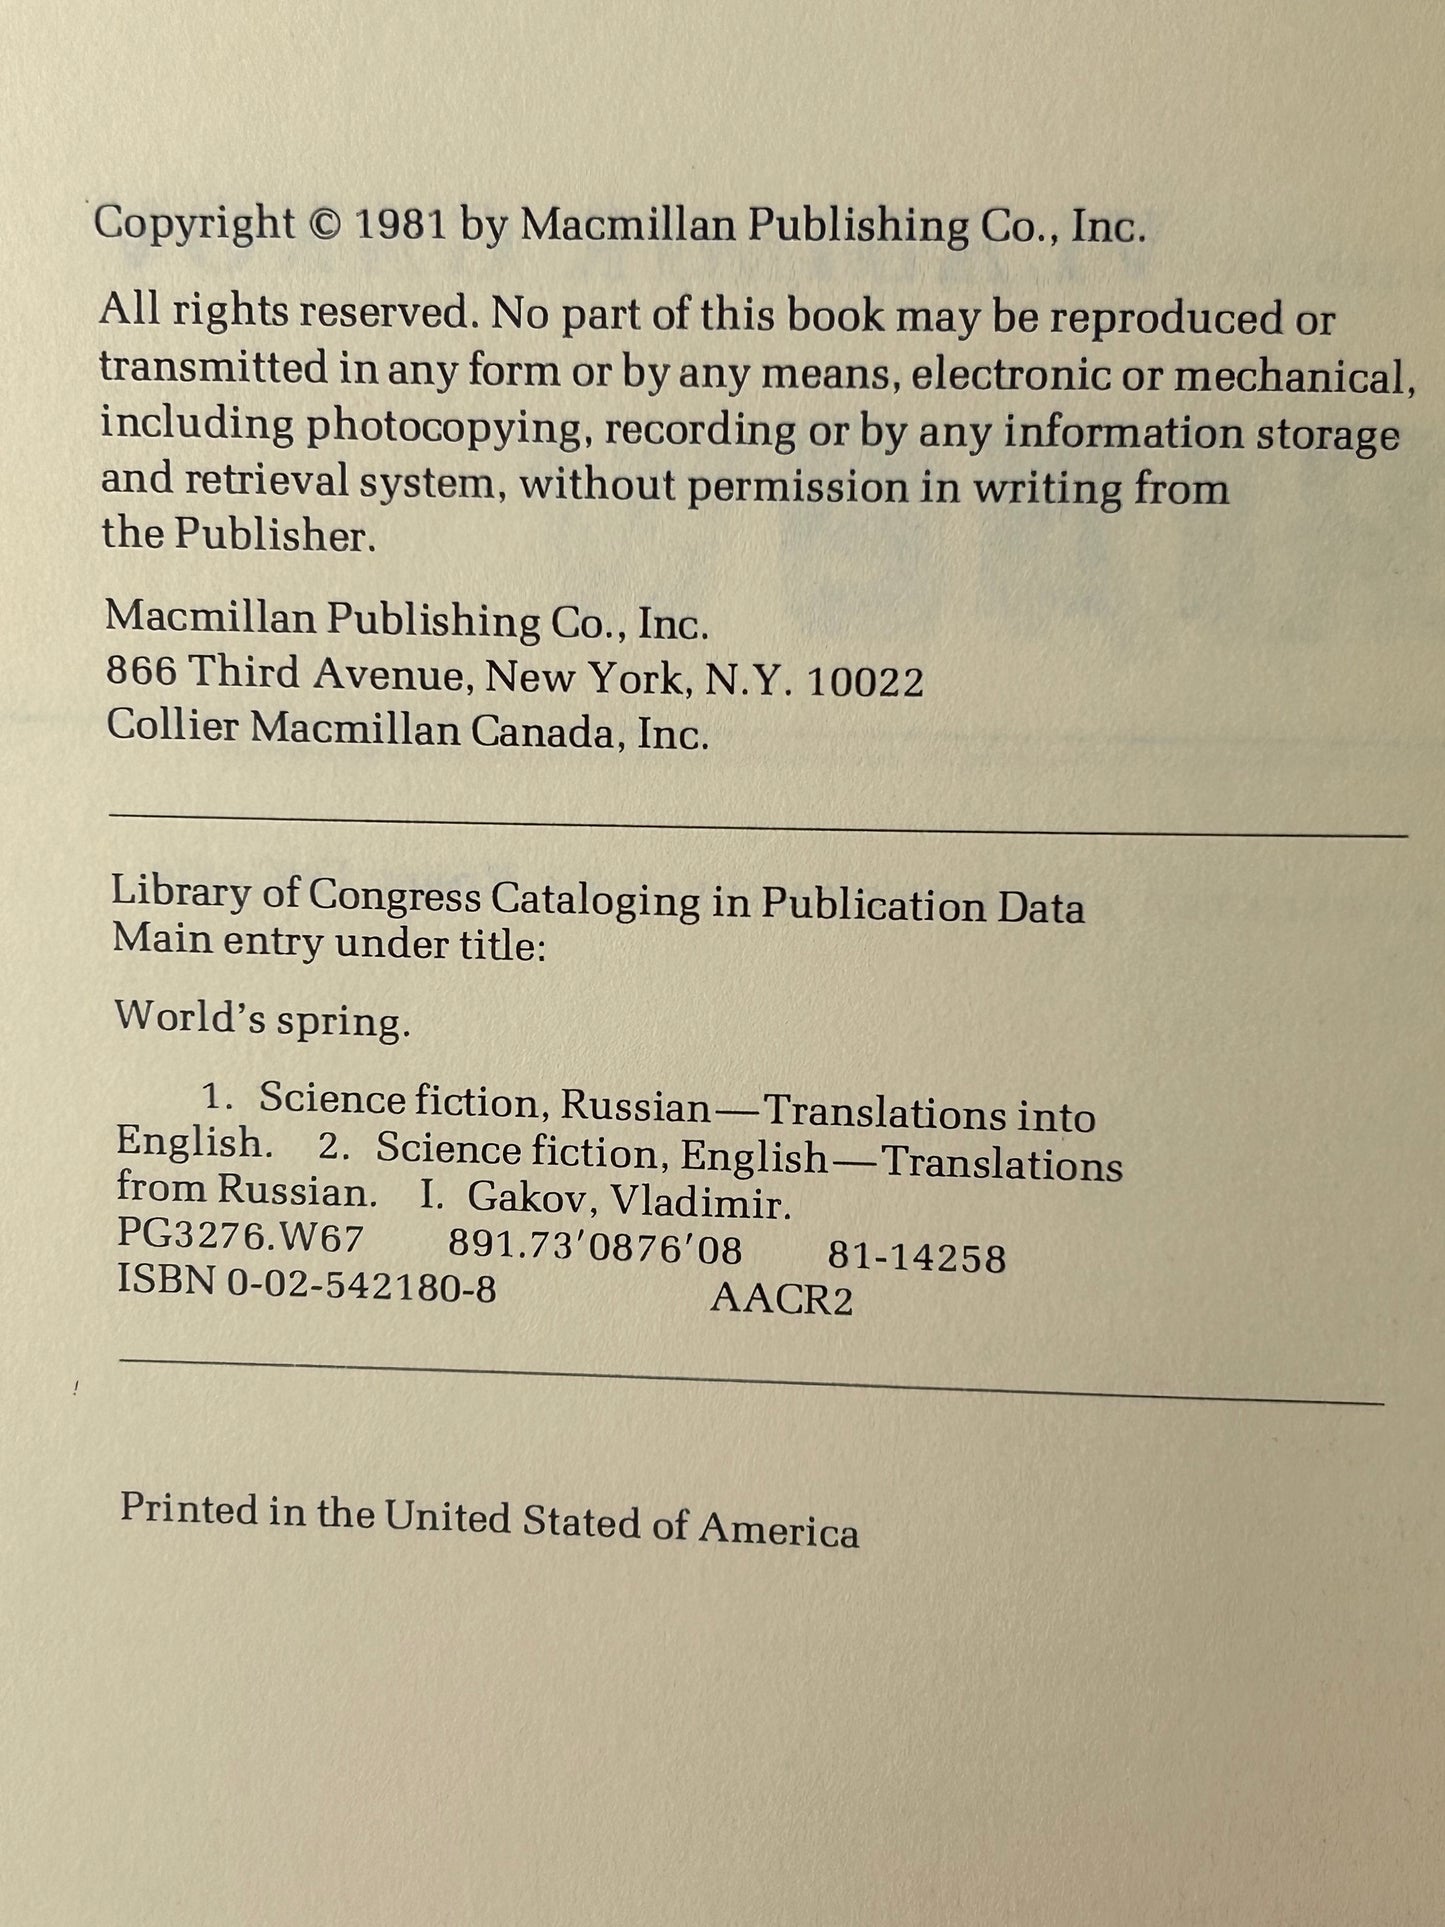 Copyright © 1981 by Macmillan Publishing Co., Inc.
All rights reserved. No part of this book may be reproduced or
transmitted in any form or by any means, electronic or mechanical,
including photocopying, recording or by any information storage
and retrieval system, without permission in writing from
the Publisher.
Macmillan Publishing Co., Inc.
866 Third Avenue, New York, N.Y. 10022
Collier Macmillan Canada, Inc.
Library of Congress Cataloging in Publication Data
Main entry under title:
World’s spring.
1. Science fiction, Russian—Translations into
English. 2. Science fiction, English—Translations
from Russian. I. Gakov, Vladimir.
PG3276.W67 891.73′0876′08 81-14258
ISBN 0-02-542180-8 AACR2
Printed in the United Stated of America